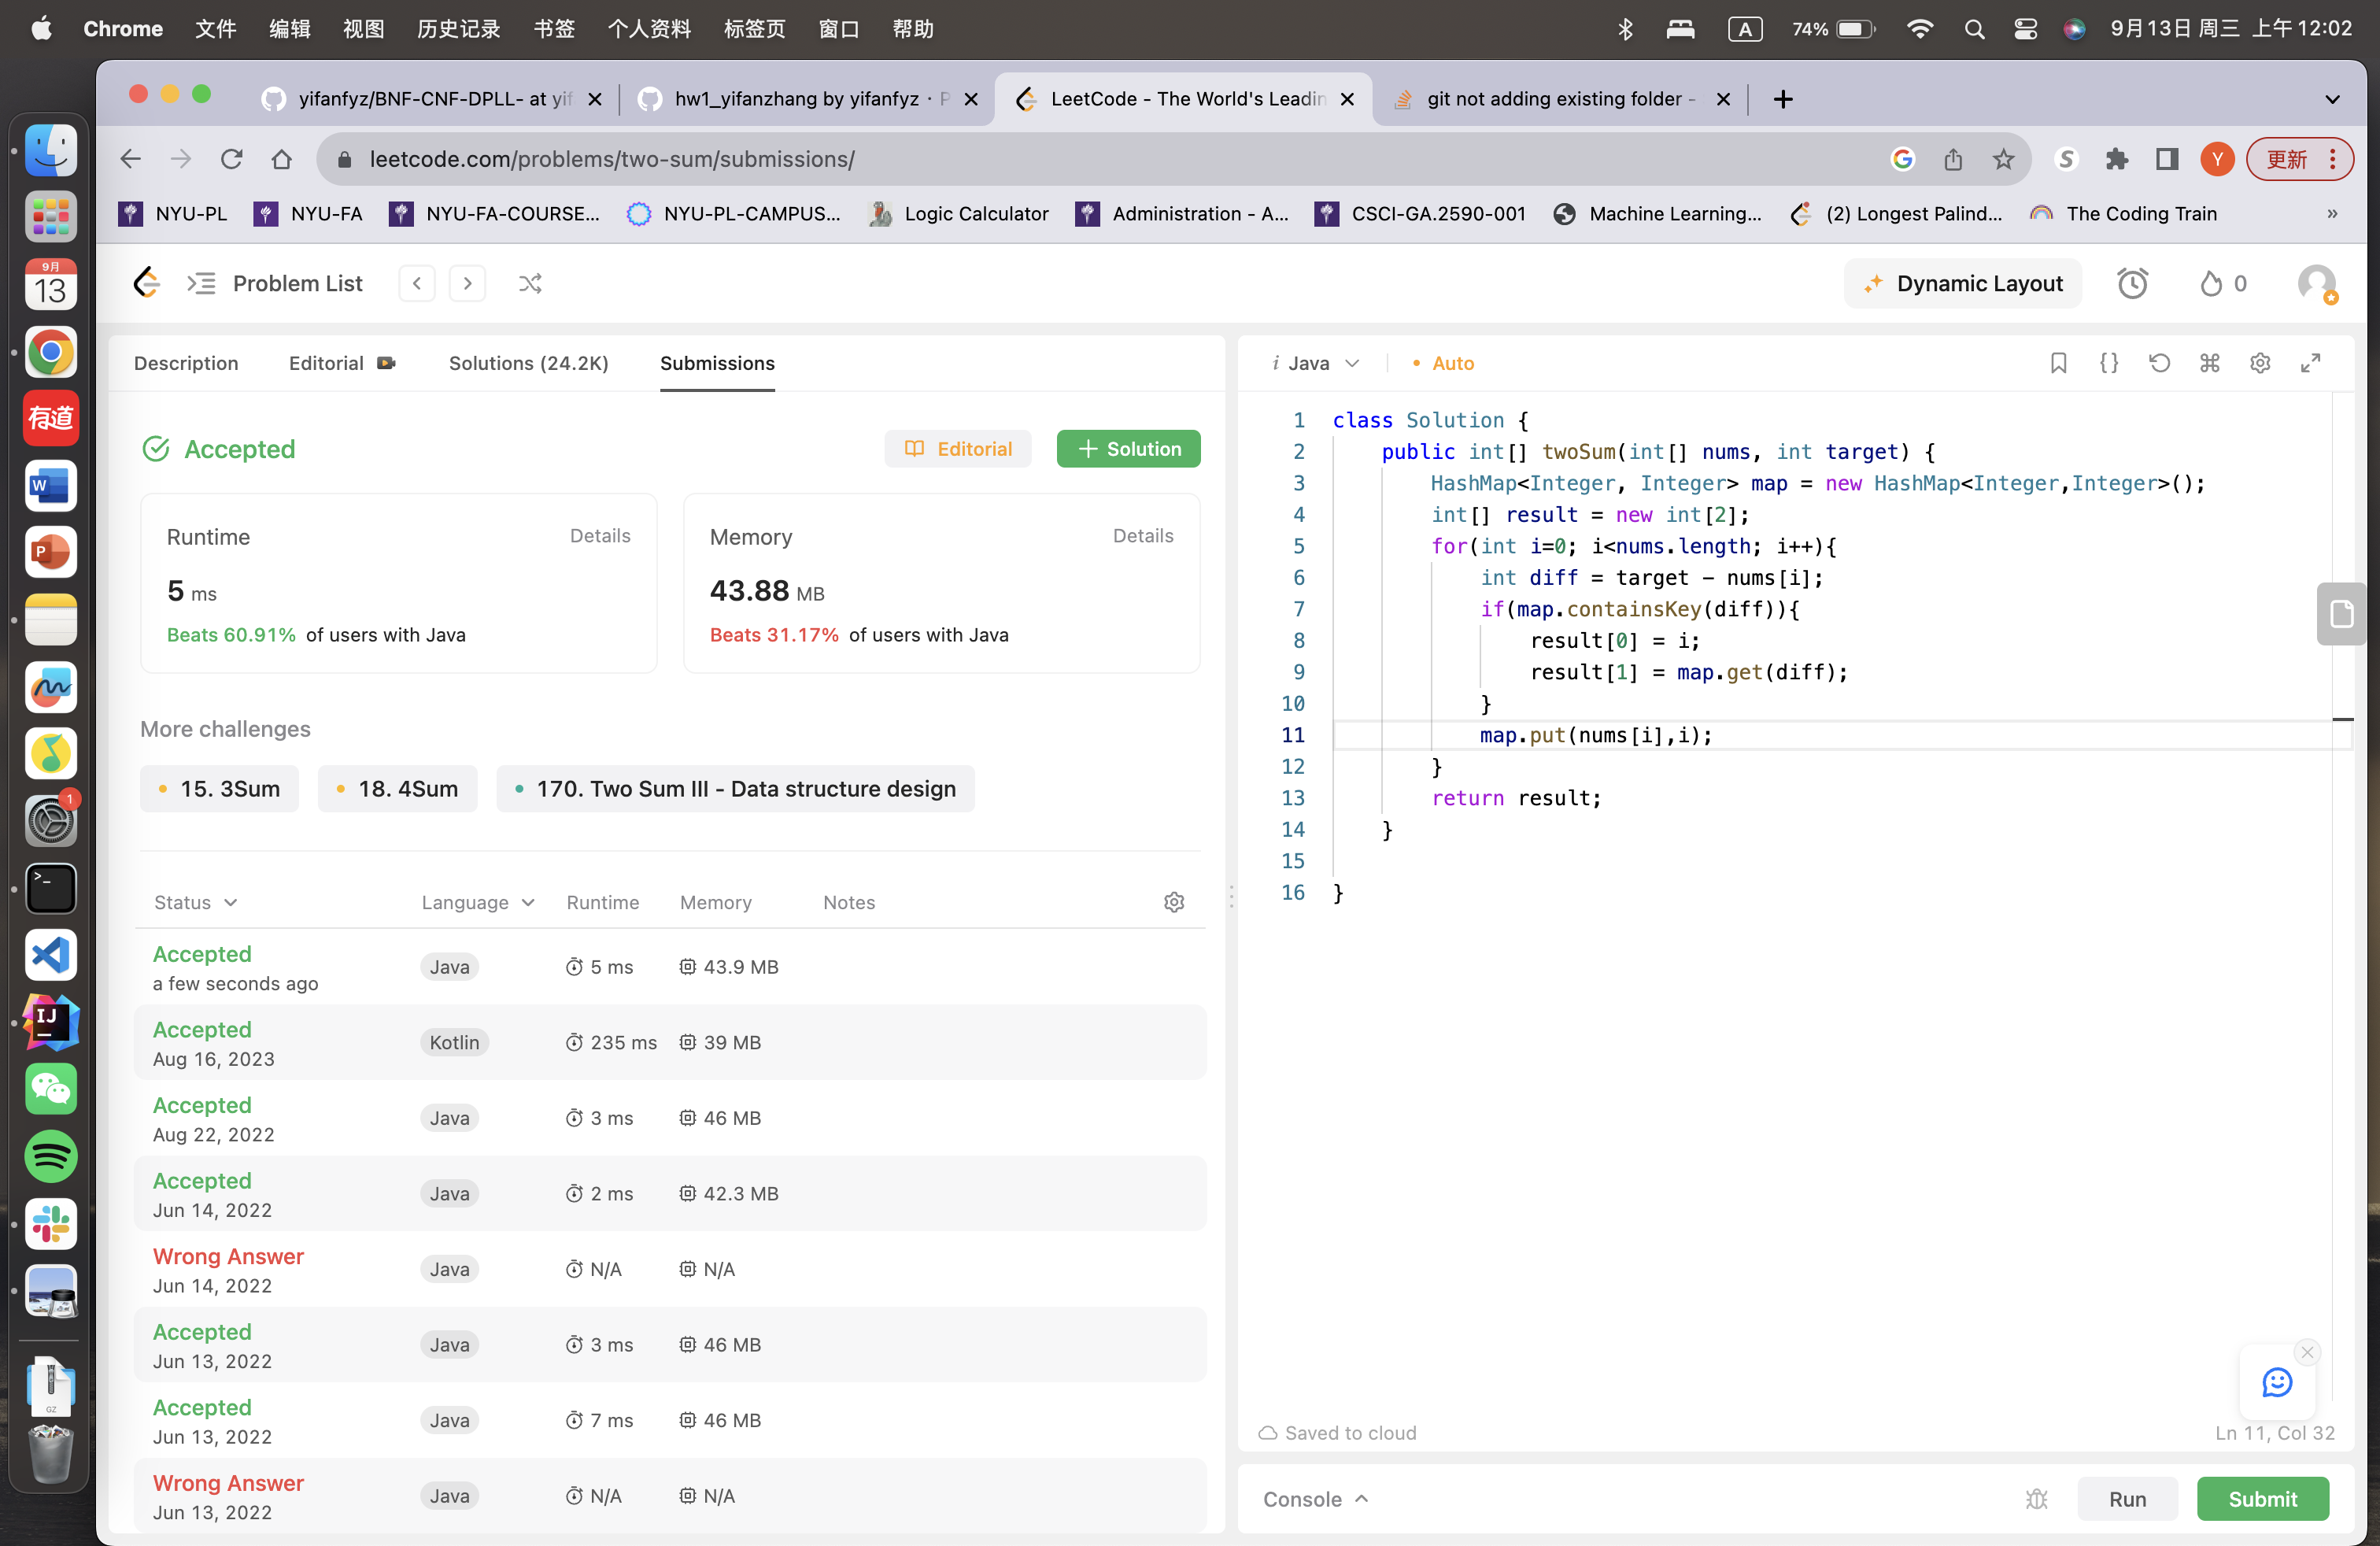 Chrome 文件 编辑 视图 历史记录 书签 个人资料 标签页 窗口 帮助 A 74% 9月13日 周三 上午 12:02
yifanfyz/BNF-CNF-DPLL- at yif hw1_yifanzhang by yifanfyz · P LeetCode - The World's Leadin git not adding existing folder -
leetcode.com/problems/two-sum/submissions/ S Y 更新
NYU-PL NYU-FA NYU-FA-COURSE... NYU-PL-CAMPUS... Logic Calculator Administration - A... CSCI-GA.2590-001 Machine Learning... (2) Longest Palind... The Coding Train »
Problem List Dynamic Layout 0
9月
13
有道
W
P
1
>_
IJ
GZ
Description Editorial Solutions (24.2K) Submissions
Accepted Editorial + Solution
Runtime Details
5 ms
Beats 60.91% of users with Java
Memory Details
43.88 MB
Beats 31.17% of users with Java
More challenges
15. 3Sum 18. 4Sum 170. Two Sum III - Data structure design
Status Language Runtime Memory Notes
Accepted
a few seconds ago Java 5 ms 43.9 MB
Accepted
Aug 16, 2023 Kotlin 235 ms 39 MB
Accepted
Aug 22, 2022 Java 3 ms 46 MB
Accepted
Jun 14, 2022 Java 2 ms 42.3 MB
Wrong Answer
Jun 14, 2022 Java N/A N/A
Accepted
Jun 13, 2022 Java 3 ms 46 MB
Accepted
Jun 13, 2022 Java 7 ms 46 MB
Wrong Answer
Jun 13, 2022 Java N/A N/A
i Java • Auto {}
1 class Solution {
2 public int[] twoSum(int[] nums, int target) {
3 HashMap<Integer, Integer> map = new HashMap<Integer,Integer>();
4 int[] result = new int[2];
5 for(int i=0; i<nums.length; i++){
6 int diff = target - nums[i];
7 if(map.containsKey(diff)){
8 result[0] = i;
9 result[1] = map.get(diff);
10 }
11 map.put(nums[i],i);
12 }
13 return result;
14 }
15
16 }
Saved to cloud Ln 11, Col 32
Console Run Submit